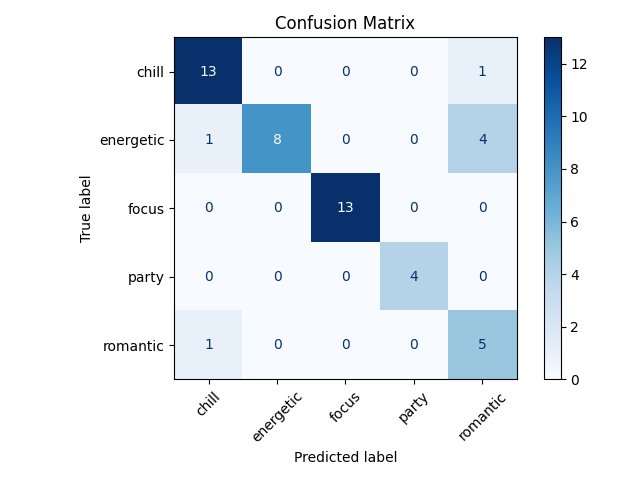 Confusion Matrix
chill 13 0 0 0 1
energetic 1 8 0 0 4
focus 0 0 13 0 0
party 0 0 0 4 0
romantic 1 0 0 0 5
chill energetic focus party romantic
Predicted label
True label
12
10
8
6
4
2
0